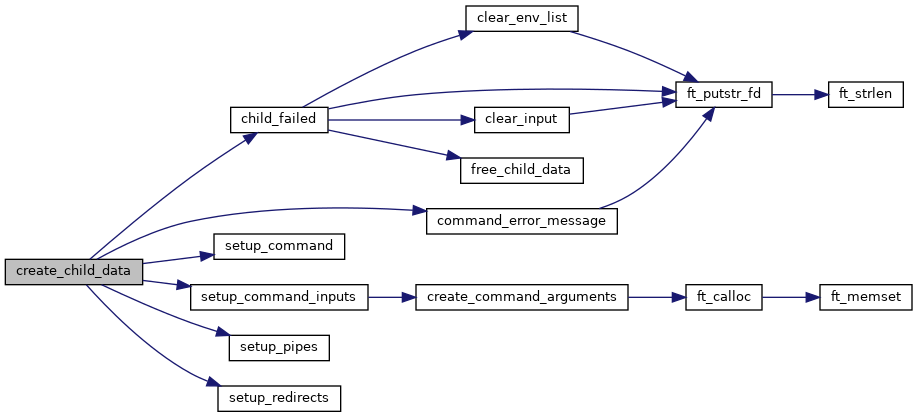 clear_env_list
ft_putstr_fd
ft_strlen
child_failed
clear_input
free_child_data
command_error_message
setup_command
create_child_data
setup_command_inputs
create_command_arguments
ft_calloc
ft_memset
setup_pipes
setup_redirects